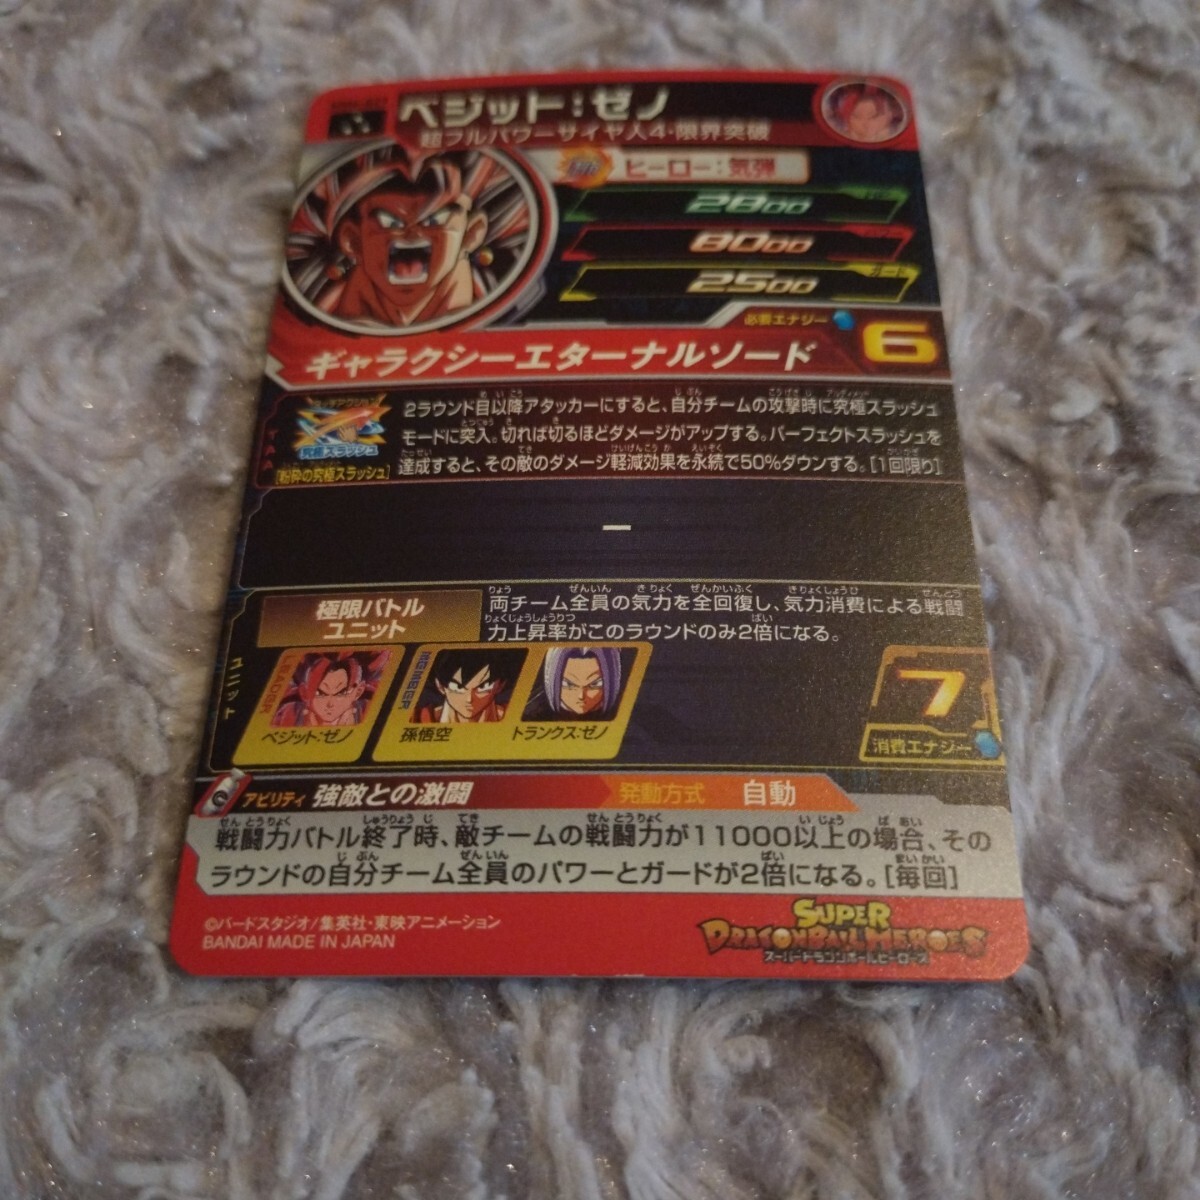 ベジット:ゼノ
超フルパワーサイヤ人4・限界突破
ヒーロー:気弾
2800
8000
ガード
2500
必要エナジー 6
ギャラクシーエターナルソード
究極スラッシュ
[粉砕の究極スラッシュ]
2ラウンド目以降アタッカーにすると、自分チームの攻撃時に究極スラッシュ
モードに突入。切れば切るほどダメージがアップする。パーフェクトスラッシュを
達成すると、その敵のダメージ軽減効果を永続で50%ダウンする。[1回限り]
ー
ユニット
極限バトル
ユニット
両チーム全員の気力を全回復し、気力消費による戦闘
力上昇率がこのラウンドのみ2倍になる。
LEADER
ベジット:ゼノ
MEMBER
孫悟空
トランクス:ゼノ
7
消費エナジー
アビリティ 強敵との激闘 発動方式 自動
戦闘力バトル終了時、敵チームの戦闘力が11000以上の場合、その
ラウンドの自分チーム全員のパワーとガードが2倍になる。[毎回]
©バードスタジオ/集英社・東映アニメーション
BANDAI MADE IN JAPAN
SUPER
DRAGONBALL HEROES
スーパードラゴンボールヒーローズ